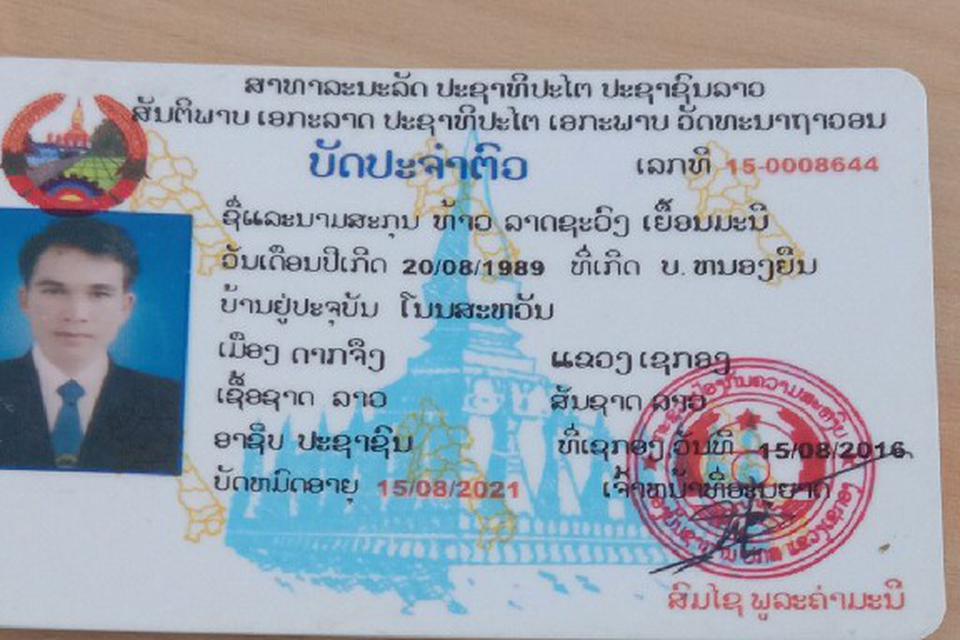 ສາທາລະນະລັດ ປະຊາທິປະໄຕ ປະຊາຊົນລາວ
ສັນຕິພາບ ເອກະລາດ ປະຊາທິປະໄຕ ເອກະພາບ ວັດທະນາຖາວອນ
ບັດປະຈຳຕົວ ເລກທີ 15-0008644
ຊື່ແລະນາມສະກຸນ ທ້າວ ລາດຊະວົງ ເຍື້ອນມະນີ
ວັນເດືອນປີເກີດ 20/08/1989 ທີ່ເກີດ ບ. ຫນອງຍືນ
ບ້ານຢູ່ປະຈຸບັນ ໂນນສະຫວັນ
ເມືອງ ດາກຈຶງ ແຂວງ ເຊກອງ
ເຊື້ອຊາດ ລາວ ສັນຊາດ ລາວ
ອາຊີບ ປະຊາຊົນ ທີ່ເຊກອງ ວັນທີ 15/08/2016
ບັດຫມົດອາຍຸ 15/08/2021 ເຈົ້າຫນ້າທີ່ອະນຸຍາດ
ສົມໄຊ ພູລະຄຳມະນີ